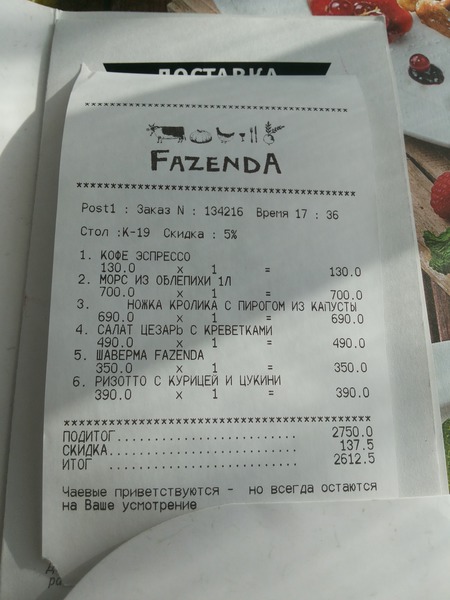 ДОСТАВКА
****************************************
FAZENDA
****************************************
Post1 : Заказ N : 134216 Время 17 : 36
Стол :К-19 Скидка : 5%
1. КОФЕ ЭСПРЕССО
130.0 x 1 = 130.0
2. МОРС ИЗ ОБЛЕПИХИ 1Л
700.0 x 1 = 700.0
3. НОЖКА КРОЛИКА С ПИРОГОМ ИЗ КАПУСТЫ
690.0 x 1 = 690.0
4. САЛАТ ЦЕЗАРЬ С КРЕВЕТКАМИ
490.0 x 1 = 490.0
5. ШАВЕРМА FAZENDA
350.0 x 1 = 350.0
6. РИЗОТТО С КУРИЦЕЙ И ЦУКИНИ
390.0 x 1 = 390.0
****************************************
ПОДИТОГ.......................... 2750.0
СКИДКА........................... 137.5
ИТОГ .......................... 2612.5
Чаевые приветствуются - но всегда остаются
на Ваше усмотрение